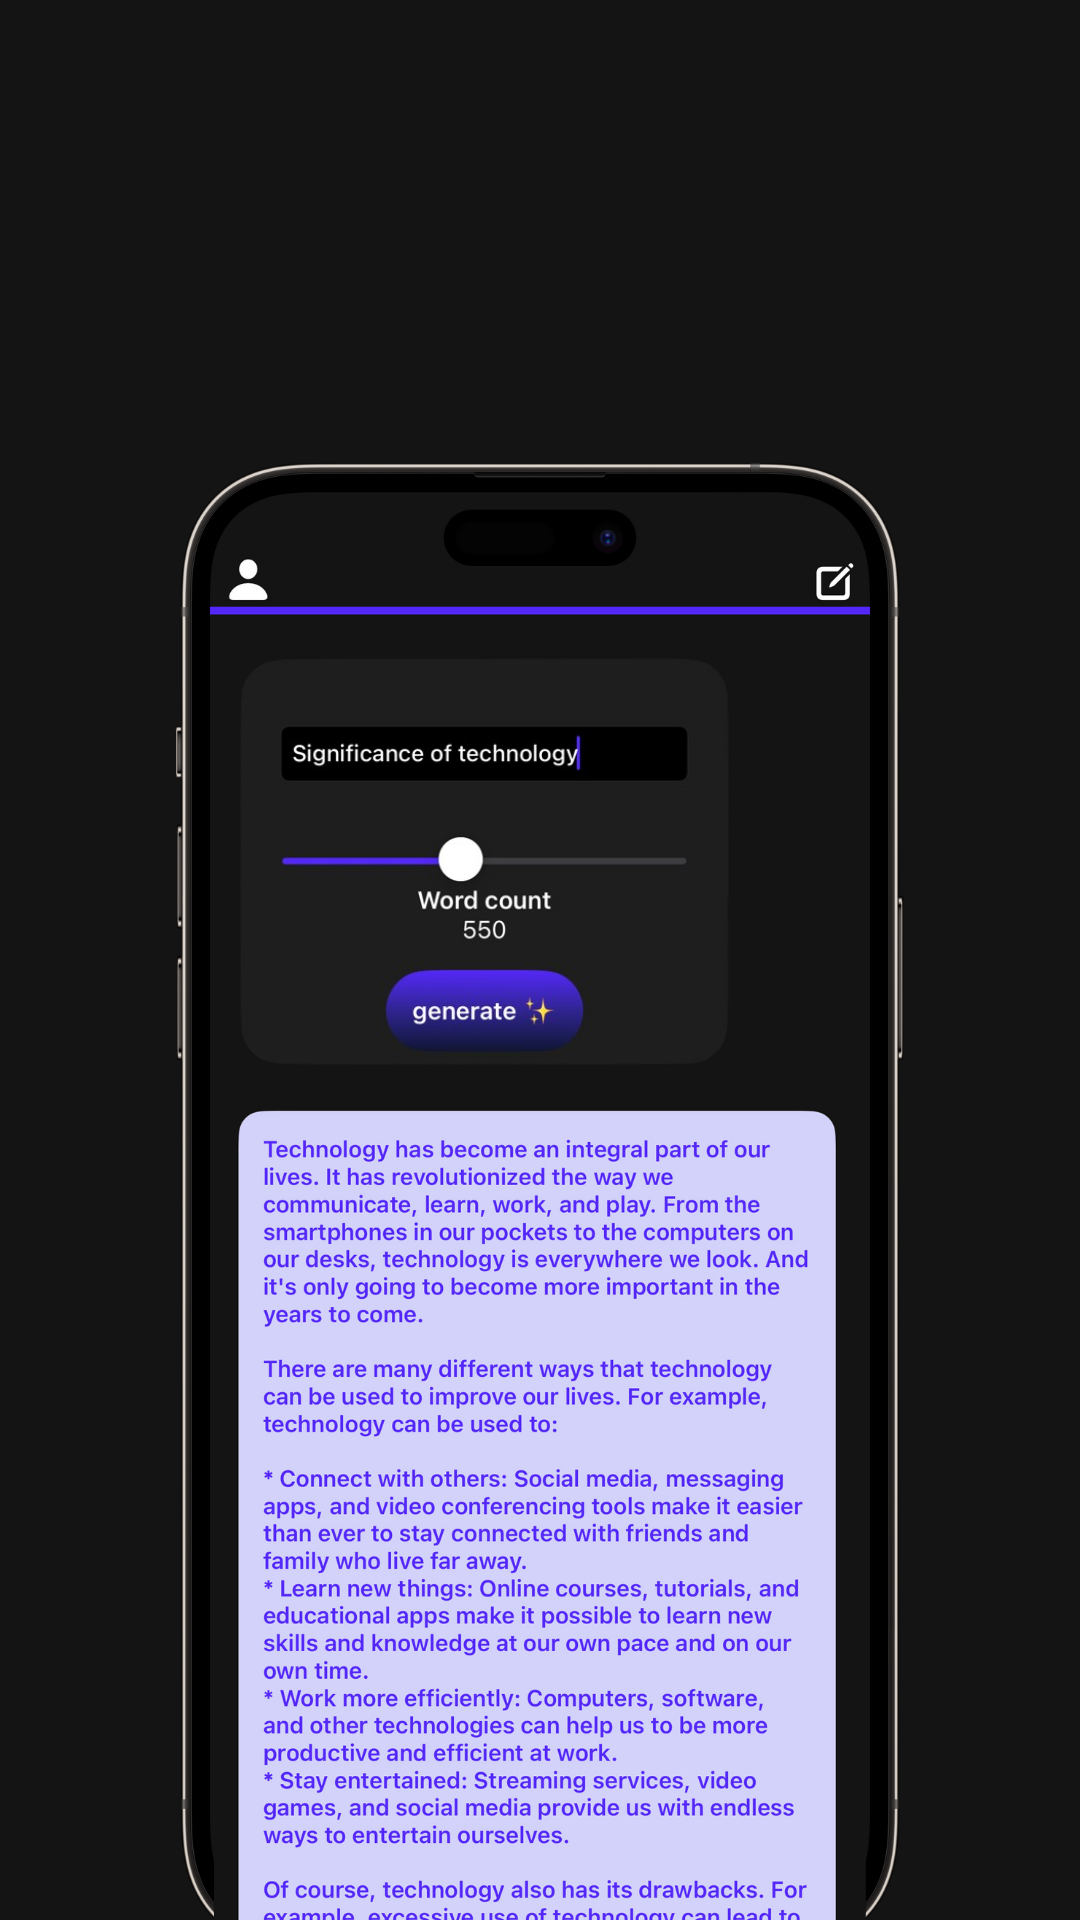 Significance of technology
Word count
550
generate ✨
Technology has become an integral part of our
lives. It has revolutionized the way we
communicate, learn, work, and play. From the
smartphones in our pockets to the computers on
our desks, technology is everywhere we look. And
it's only going to become more important in the
years to come.
There are many different ways that technology
can be used to improve our lives. For example,
technology can be used to:
* Connect with others: Social media, messaging
apps, and video conferencing tools make it easier
than ever to stay connected with friends and
family who live far away.
* Learn new things: Online courses, tutorials, and
educational apps make it possible to learn new
skills and knowledge at our own pace and on our
own time.
* Work more efficiently: Computers, software,
and other technologies can help us to be more
productive and efficient at work.
* Stay entertained: Streaming services, video
games, and social media provide us with endless
ways to entertain ourselves.
Of course, technology also has its drawbacks. For
example, excessive use of technology can lead to